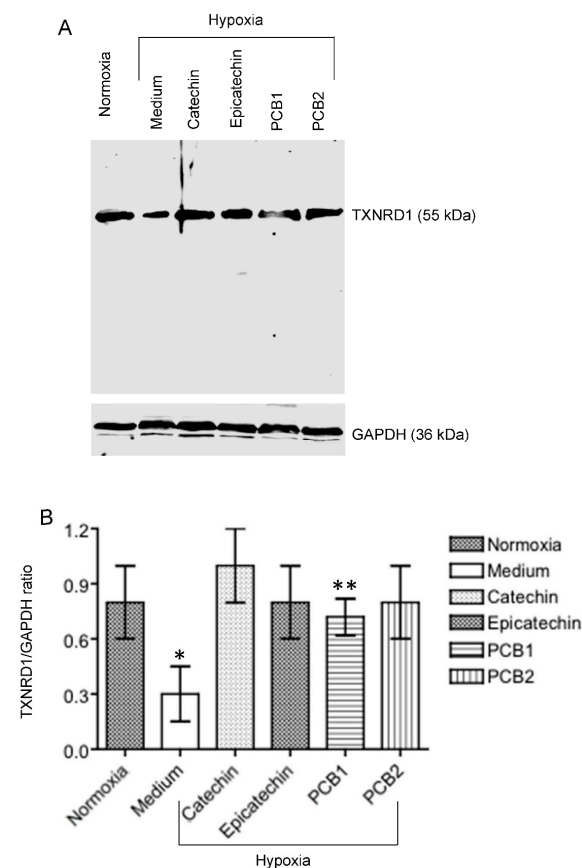 A
Hypoxia
Normoxia
Medium
Catechin
Epicatechin
PCB1
PCB2
TXNRD1 (55 kDa)
GAPDH (36 kDa)
B
TXNRD1/GAPDH ratio
1.2
0.9
0.6
0.3
0.0
*
**
Normoxia
Medium
Catechin
Epicatechin
PCB1
PCB2
Normoxia
Medium
Catechin
Epicatechin
PCB1
PCB2
Hypoxia